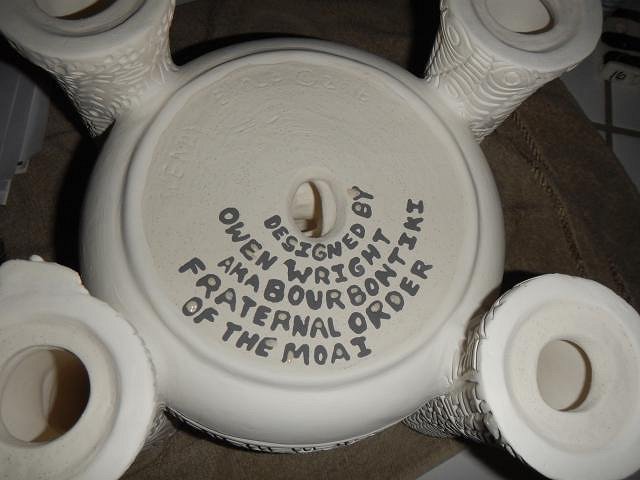 DESIGNED BY
OWEN WRIGHT
AKA BOURBONTIKI
FRATERNAL ORDER
OF THE MOAI